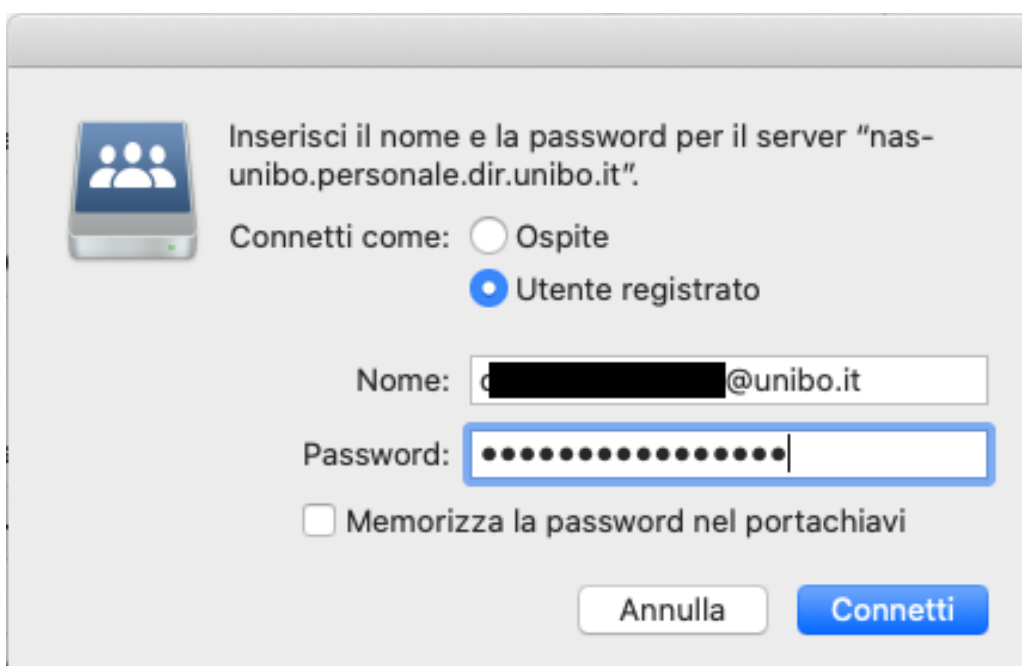 Inserisci il nome e la password per il server “nas-
unibo.personale.dir.unibo.it”.
Connetti come: Ospite
Utente registrato
Nome: @unibo.it
Password: ••••••••••••••••
Memorizza la password nel portachiavi
Annulla Connetti